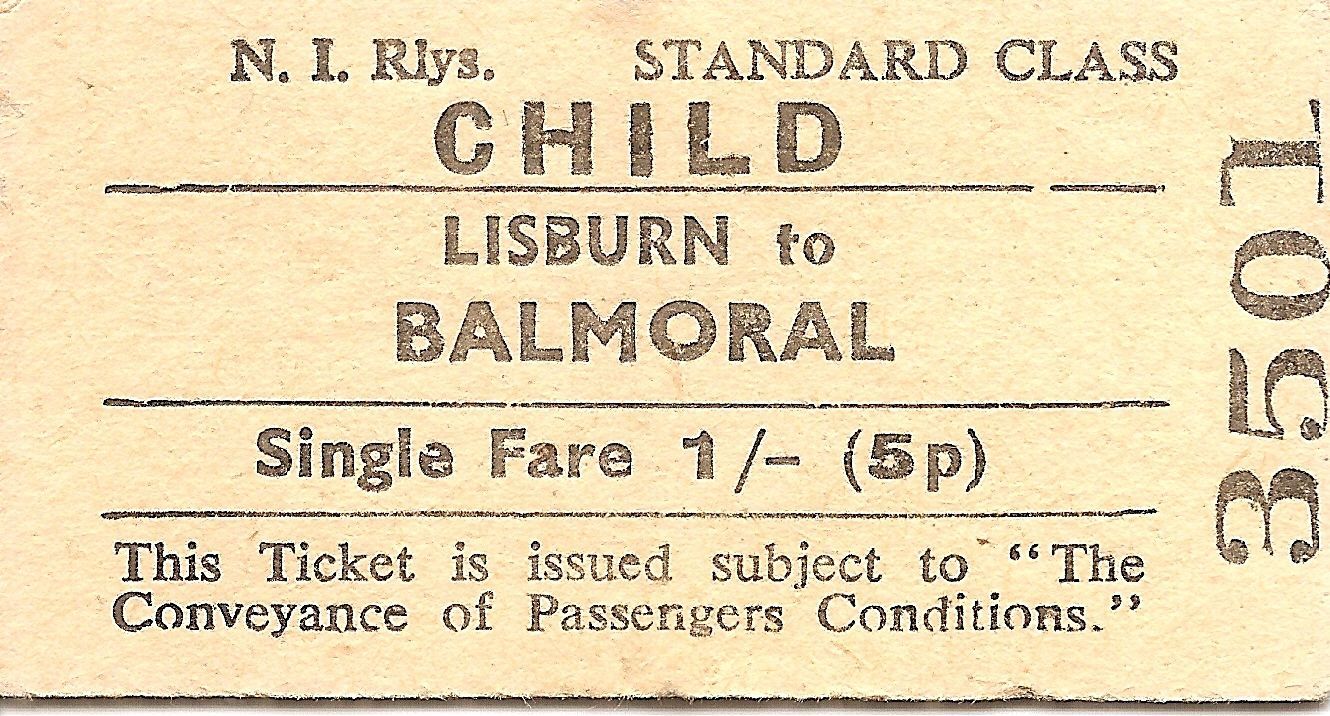 N. I. Rlys. STANDARD CLASS
CHILD
LISBURN to
BALMORAL
Single Fare 1/- (5p)
This Ticket is issued subject to “The
Conveyance of Passengers Conditions.”
3501